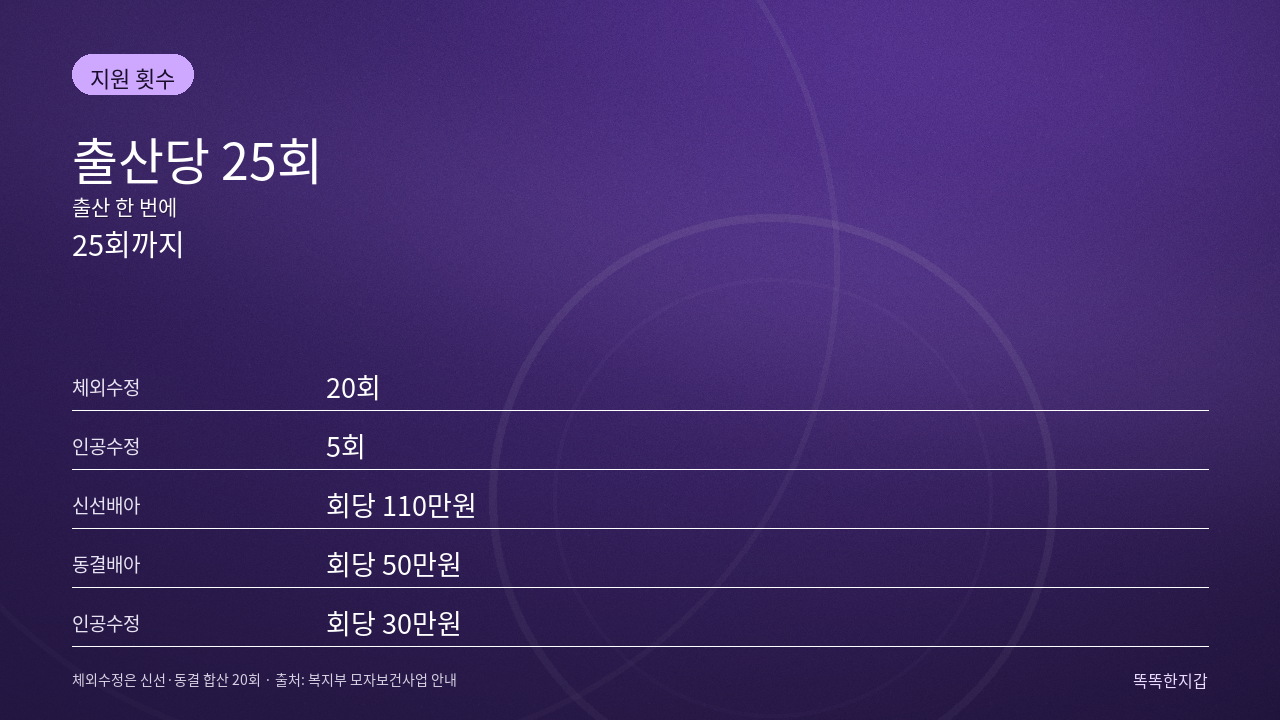 지원 횟수
출산당 25회
출산 한 번에
25회까지
체외수정 20회
인공수정 5회
신선배아 회당 110만원
동결배아 회당 50만원
인공수정 회당 30만원
체외수정은 신선·동결 합산 20회 · 출처: 복지부 모자보건사업 안내
똑똑한지갑